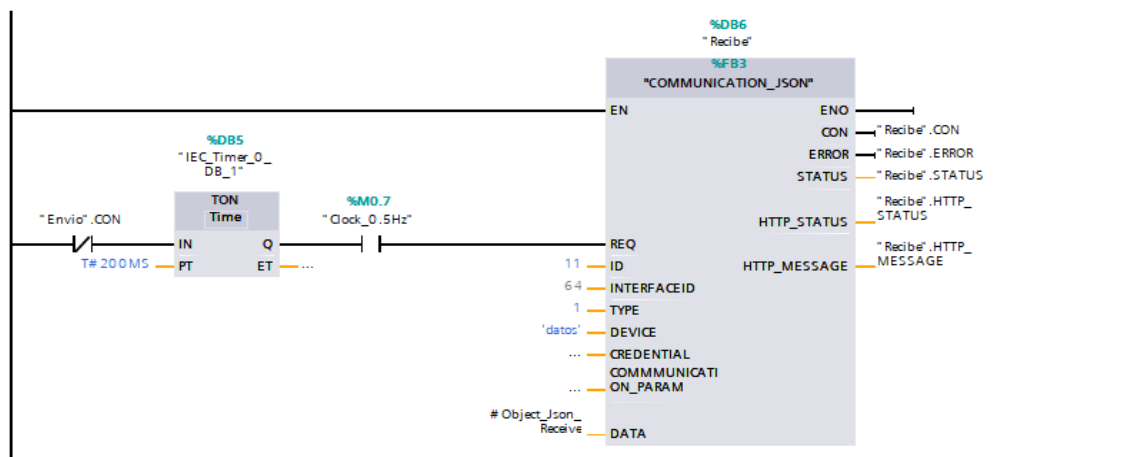 %DB6
"Recibe"
%FB3
"COMMUNICATION_JSON"
EN
ENO
CON
"Recibe".CON
%DB5
"IEC_Timer_0_
DB_1"
ERROR
"Recibe".ERROR
STATUS
"Recibe".STATUS
TON
Time
%M0.7
"Clock_0.5Hz"
"Envio".CON
HTTP_STATUS
"Recibe".HTTP_
STATUS
IN
Q
REQ
T#200MS
PT
ET
...
11
ID
HTTP_MESSAGE
"Recibe".HTTP_
MESSAGE
64
INTERFACEID
1
TYPE
'datos'
DEVICE
...
CREDENTIAL
...
COMMMUNICATI
ON_PARAM
#Object_Json_
Receive
DATA